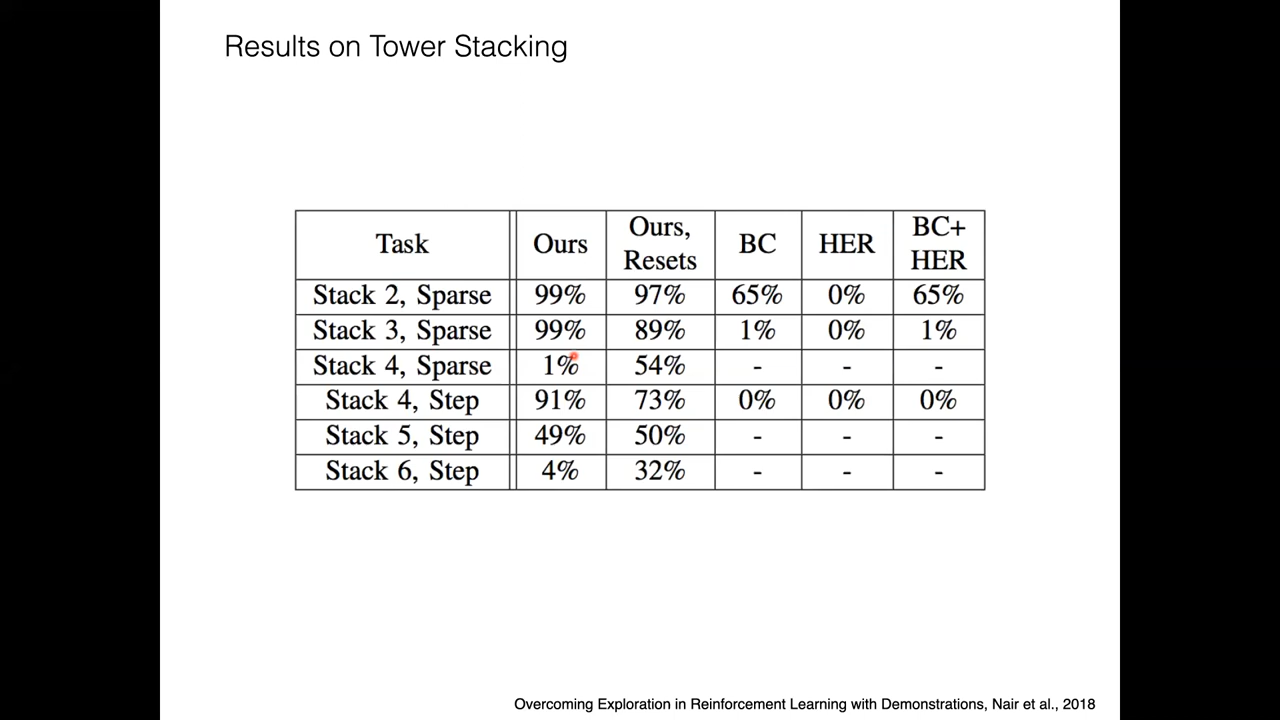 Results on Tower Stacking
Task Ours Ours, Resets BC HER BC+ HER
Stack 2, Sparse 99% 97% 65% 0% 65%
Stack 3, Sparse 99% 89% 1% 0% 1%
Stack 4, Sparse 1% 54% - - -
Stack 4, Step 91% 73% 0% 0% 0%
Stack 5, Step 49% 50% - - -
Stack 6, Step 4% 32% - - -
Overcoming Exploration in Reinforcement Learning with Demonstrations, Nair et al., 2018